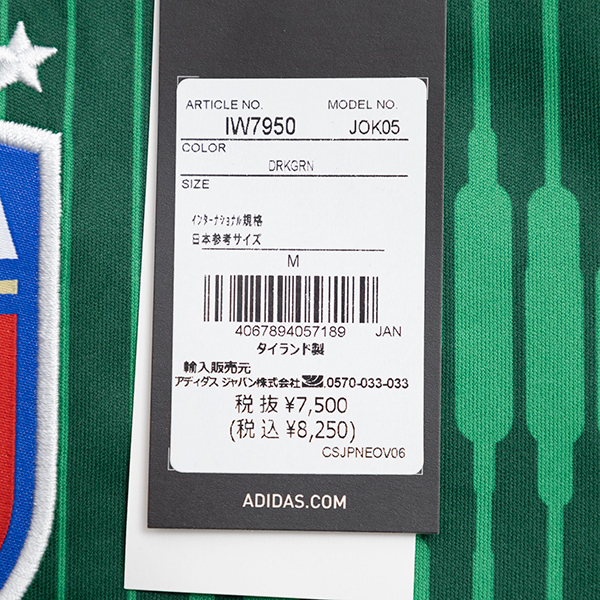 ARTICLE NO. MODEL NO.
IW7950 JOK05
COLOR
DRKGRN
SIZE
インターナショナル規格
日本参考サイズ
M
4067894057189 JAN
タイランド製
輸入販売元
アディダス ジャパン株式会社 0570-033-033
税抜 ¥7,500
(税込 ¥8,250)
CSJPNEOV06
ADIDAS.COM